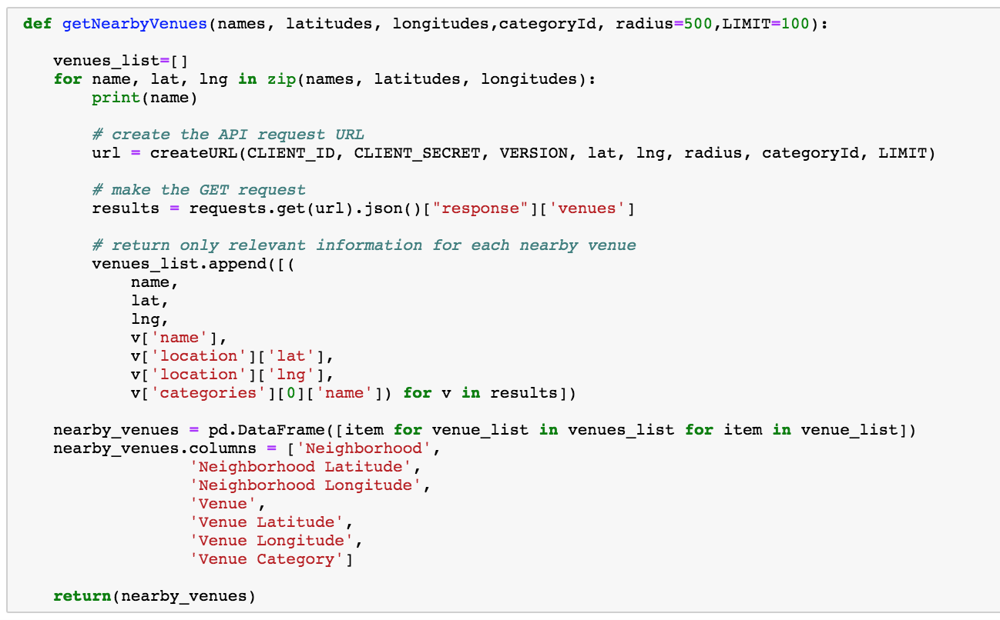 def getNearbyVenues(names, latitudes, longitudes,categoryId, radius=500,LIMIT=100):
venues_list=[]
for name, lat, lng in zip(names, latitudes, longitudes):
print(name)
# create the API request URL
url = createURL(CLIENT_ID, CLIENT_SECRET, VERSION, lat, lng, radius, categoryId, LIMIT)
# make the GET request
results = requests.get(url).json()["response"]['venues']
# return only relevant information for each nearby venue
venues_list.append([(
name,
lat,
lng,
v['name'],
v['location']['lat'],
v['location']['lng'],
v['categories'][0]['name']) for v in results])
nearby_venues = pd.DataFrame([item for venue_list in venues_list for item in venue_list])
nearby_venues.columns = ['Neighborhood',
'Neighborhood Latitude',
'Neighborhood Longitude',
'Venue',
'Venue Latitude',
'Venue Longitude',
'Venue Category']
return(nearby_venues)